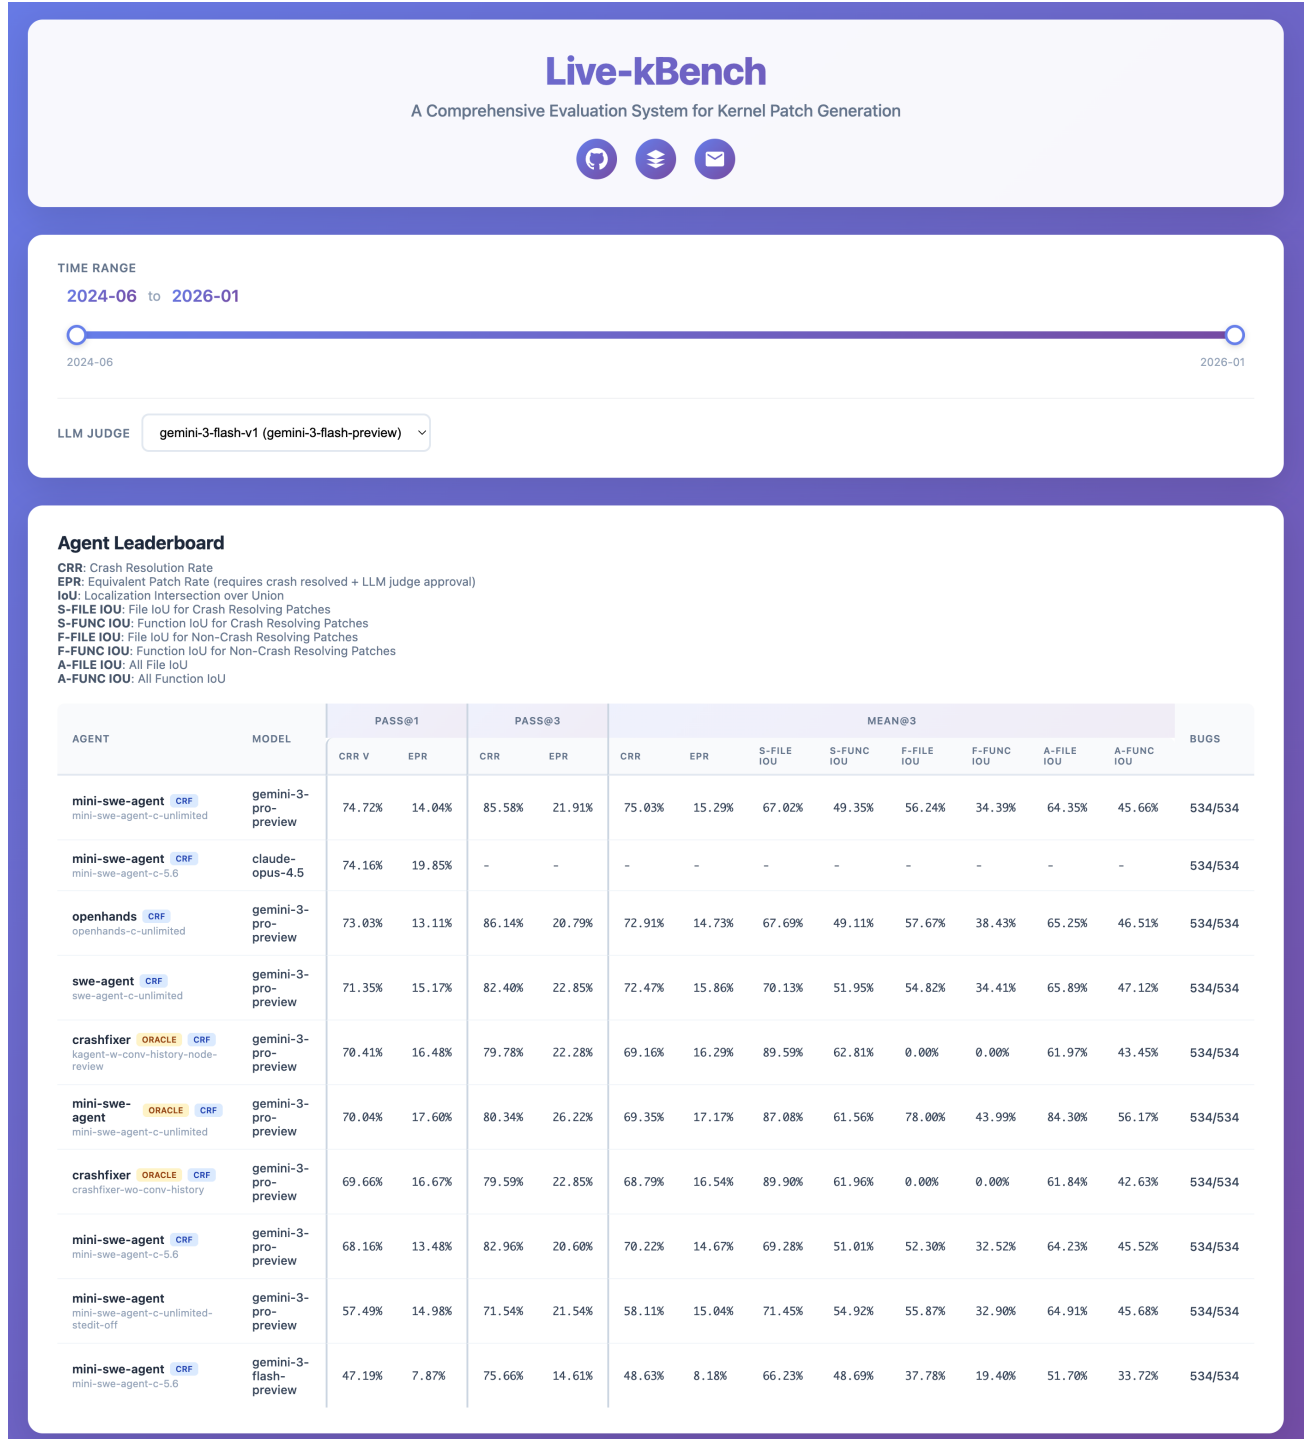 Live-kBench
A Comprehensive Evaluation System for Kernel Patch Generation
TIME RANGE
2024-06 to 2026-01
2024-06 2026-01
LLM JUDGE gemini-3-flash-v1 (gemini-3-flash-preview)
Agent Leaderboard
CRR: Crash Resolution Rate
EPR: Equivalent Patch Rate (requires crash resolved + LLM judge approval)
IoU: Localization Intersection over Union
S-FILE IOU: File IoU for Crash Resolving Patches
S-FUNC IOU: Function IoU for Crash Resolving Patches
F-FILE IOU: File IoU for Non-Crash Resolving Patches
F-FUNC IOU: Function IoU for Non-Crash Resolving Patches
A-FILE IOU: All File IoU
A-FUNC IOU: All Function IoU
AGENT MODEL PASS@1 PASS@3 MEAN@3 BUGS
CRR V EPR CRR EPR CRR EPR S-FILE IOU S-FUNC IOU F-FILE IOU F-FUNC IOU A-FILE IOU A-FUNC IOU
mini-swe-agent CRF
mini-swe-agent-c-unlimited
gemini-3-
pro-
preview
74.72% 14.04% 85.58% 21.91% 75.03% 15.29% 67.02% 49.35% 56.24% 34.39% 64.35% 45.66% 534/534
mini-swe-agent CRF
mini-swe-agent-c-5.6
claude-
opus-4.5
74.16% 19.85% - - - - - - - - - - 534/534
openhands CRF
openhands-c-unlimited
gemini-3-
pro-
preview
73.03% 13.11% 86.14% 20.79% 72.91% 14.73% 67.69% 49.11% 57.67% 38.43% 65.25% 46.51% 534/534
swe-agent CRF
swe-agent-c-unlimited
gemini-3-
pro-
preview
71.35% 15.17% 82.40% 22.85% 72.47% 15.86% 70.13% 51.95% 54.82% 34.41% 65.89% 47.12% 534/534
crashfixer ORACLE CRF
kagent-w-conv-history-node-
review
gemini-3-
pro-
preview
70.41% 16.48% 79.78% 22.28% 69.16% 16.29% 89.59% 62.81% 0.00% 0.00% 61.97% 43.45% 534/534
mini-swe-
agent ORACLE CRF
mini-swe-agent-c-unlimited
gemini-3-
pro-
preview
70.04% 17.60% 80.34% 26.22% 69.35% 17.17% 87.08% 61.56% 78.00% 43.99% 84.30% 56.17% 534/534
crashfixer ORACLE CRF
crashfixer-wo-conv-history
gemini-3-
pro-
preview
69.66% 16.67% 79.59% 22.85% 68.79% 16.54% 89.90% 61.96% 0.00% 0.00% 61.84% 42.63% 534/534
mini-swe-agent CRF
mini-swe-agent-c-5.6
gemini-3-
pro-
preview
68.16% 13.48% 82.96% 20.60% 70.22% 14.67% 69.28% 51.01% 52.30% 32.52% 64.23% 45.52% 534/534
mini-swe-agent
mini-swe-agent-c-unlimited-
stedit-off
gemini-3-
pro-
preview
57.49% 14.98% 71.54% 21.54% 58.11% 15.04% 71.45% 54.92% 55.87% 32.90% 64.91% 45.68% 534/534
mini-swe-agent CRF
mini-swe-agent-c-5.6
gemini-3-
flash-
preview
47.19% 7.87% 75.66% 14.61% 48.63% 8.18% 66.23% 48.69% 37.78% 19.40% 51.70% 33.72% 534/534